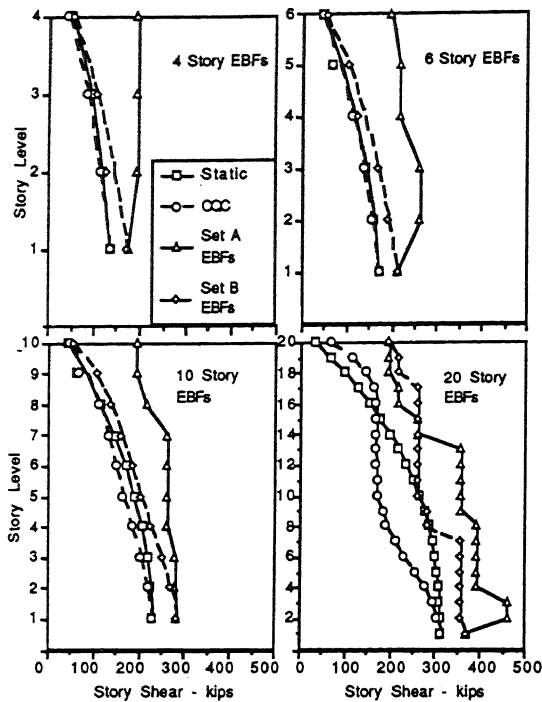 4
3
2
1
Story Level
4 Story EBFs
Static
CQC
Set A
EBFs
Set B
EBFs
6
5
4
3
2
1
6 Story EBFs
10
9
8
7
6
5
4
3
2
1
Story Level
10 Story
EBFs
0 100 200 300 400 500
Story Shear - kips
20
18
16
14
12
10
8
6
4
2
20 Story
EBFs
0 100 200 300 400 500
Story Shear - kips